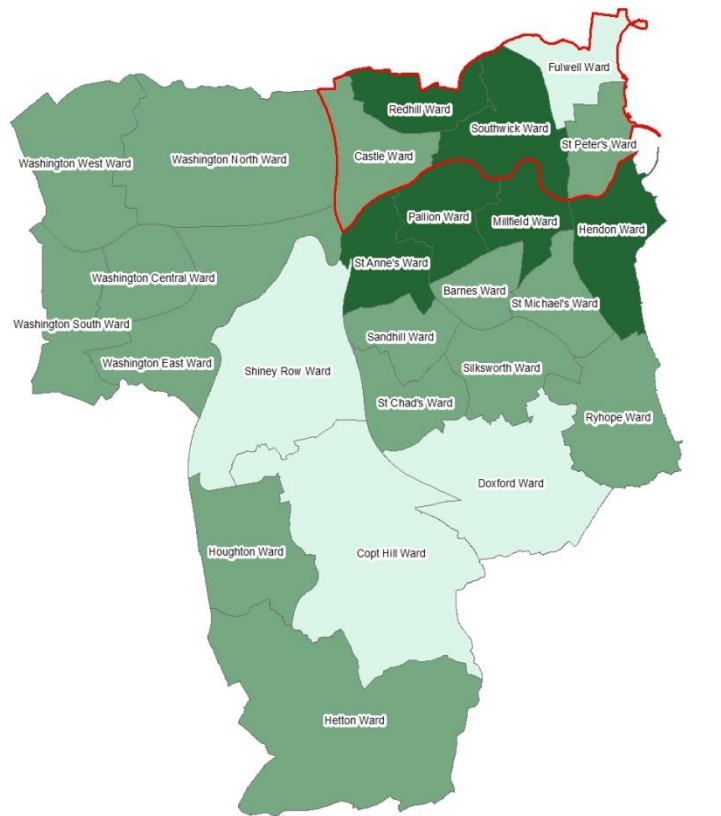 Fulwell Ward
Redhill Ward
Southwick Ward
St Peter's Ward
Castle Ward
Washington West Ward
Washington North Ward
Pallion Ward
Millfield Ward
Hendon Ward
St Anne's Ward
Washington Central Ward
Barnes Ward
St Michael's Ward
Washington South Ward
Sandhill Ward
Washington East Ward
Shiney Row Ward
Silksworth Ward
St Chad's Ward
Ryhope Ward
Doxford Ward
Houghton Ward
Copt Hill Ward
Hetton Ward